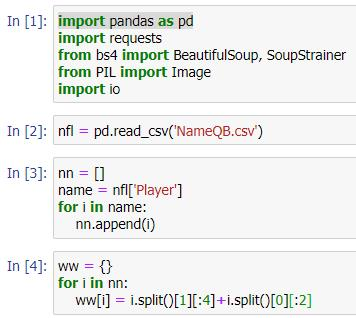 In [1]: import pandas as pd
import requests
from bs4 import BeautifulSoup, SoupStrainer
from PIL import Image
import io
In [2]: nfl = pd.read_csv('NameQB.csv')
In [3]: nn = []
name = nfl['Player']
for i in name:
    nn.append(i)
In [4]: ww = {}
for i in nn:
    ww[i] = i.split()[1][:4]+i.split()[0][:2]